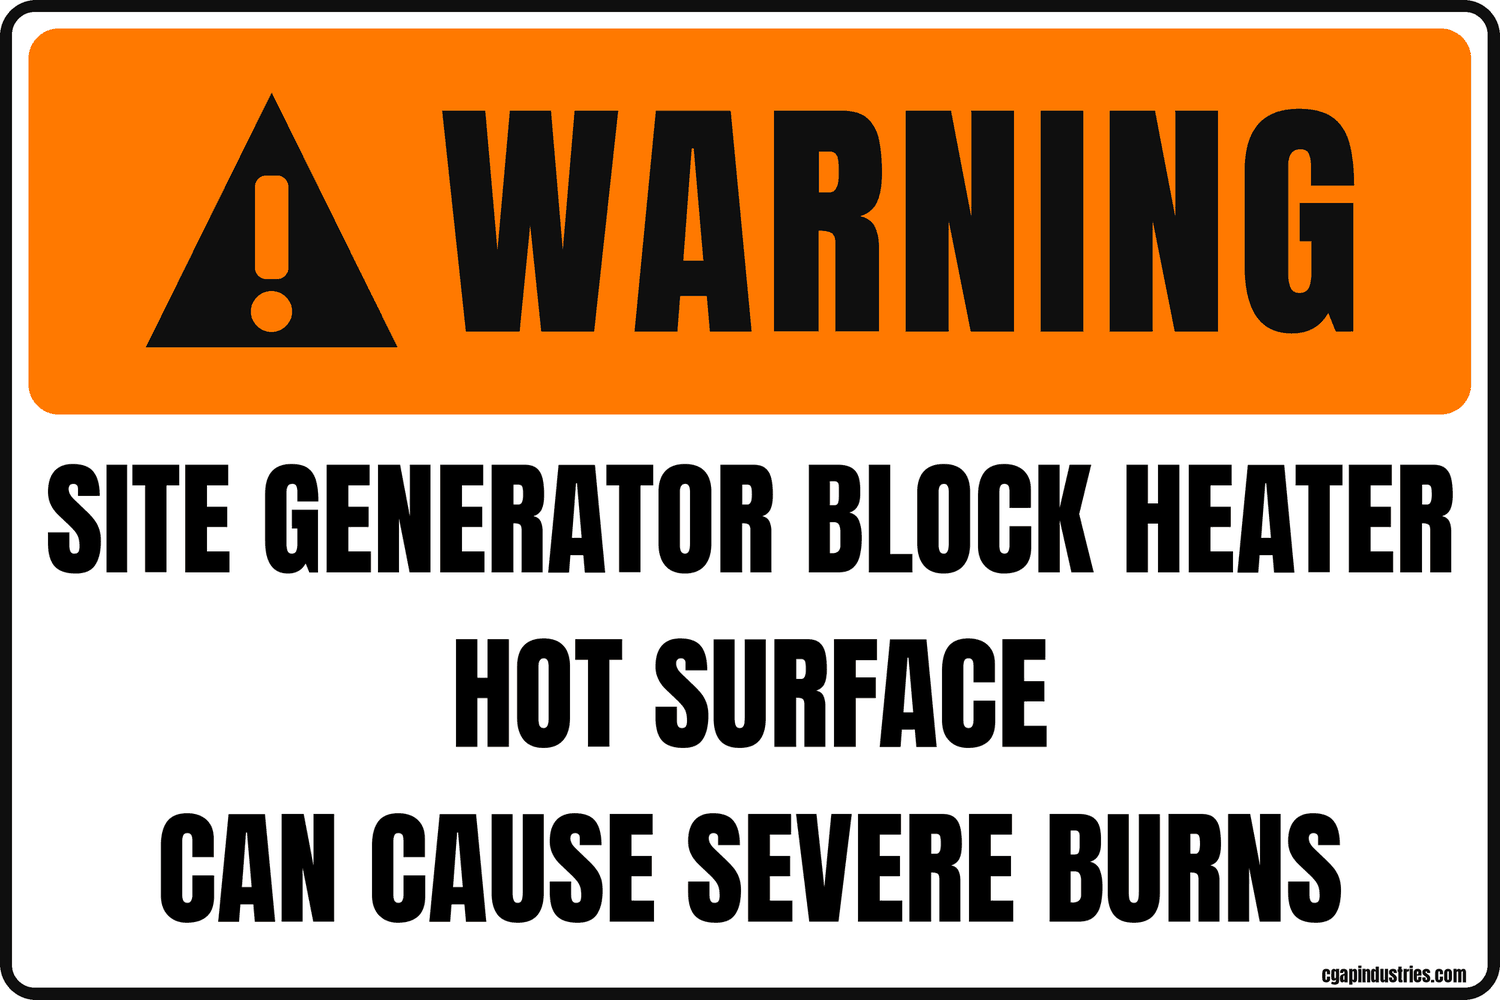 WARNING
SITE GENERATOR BLOCK HEATER
HOT SURFACE
CAN CAUSE SEVERE BURNS
cgapindustries.com